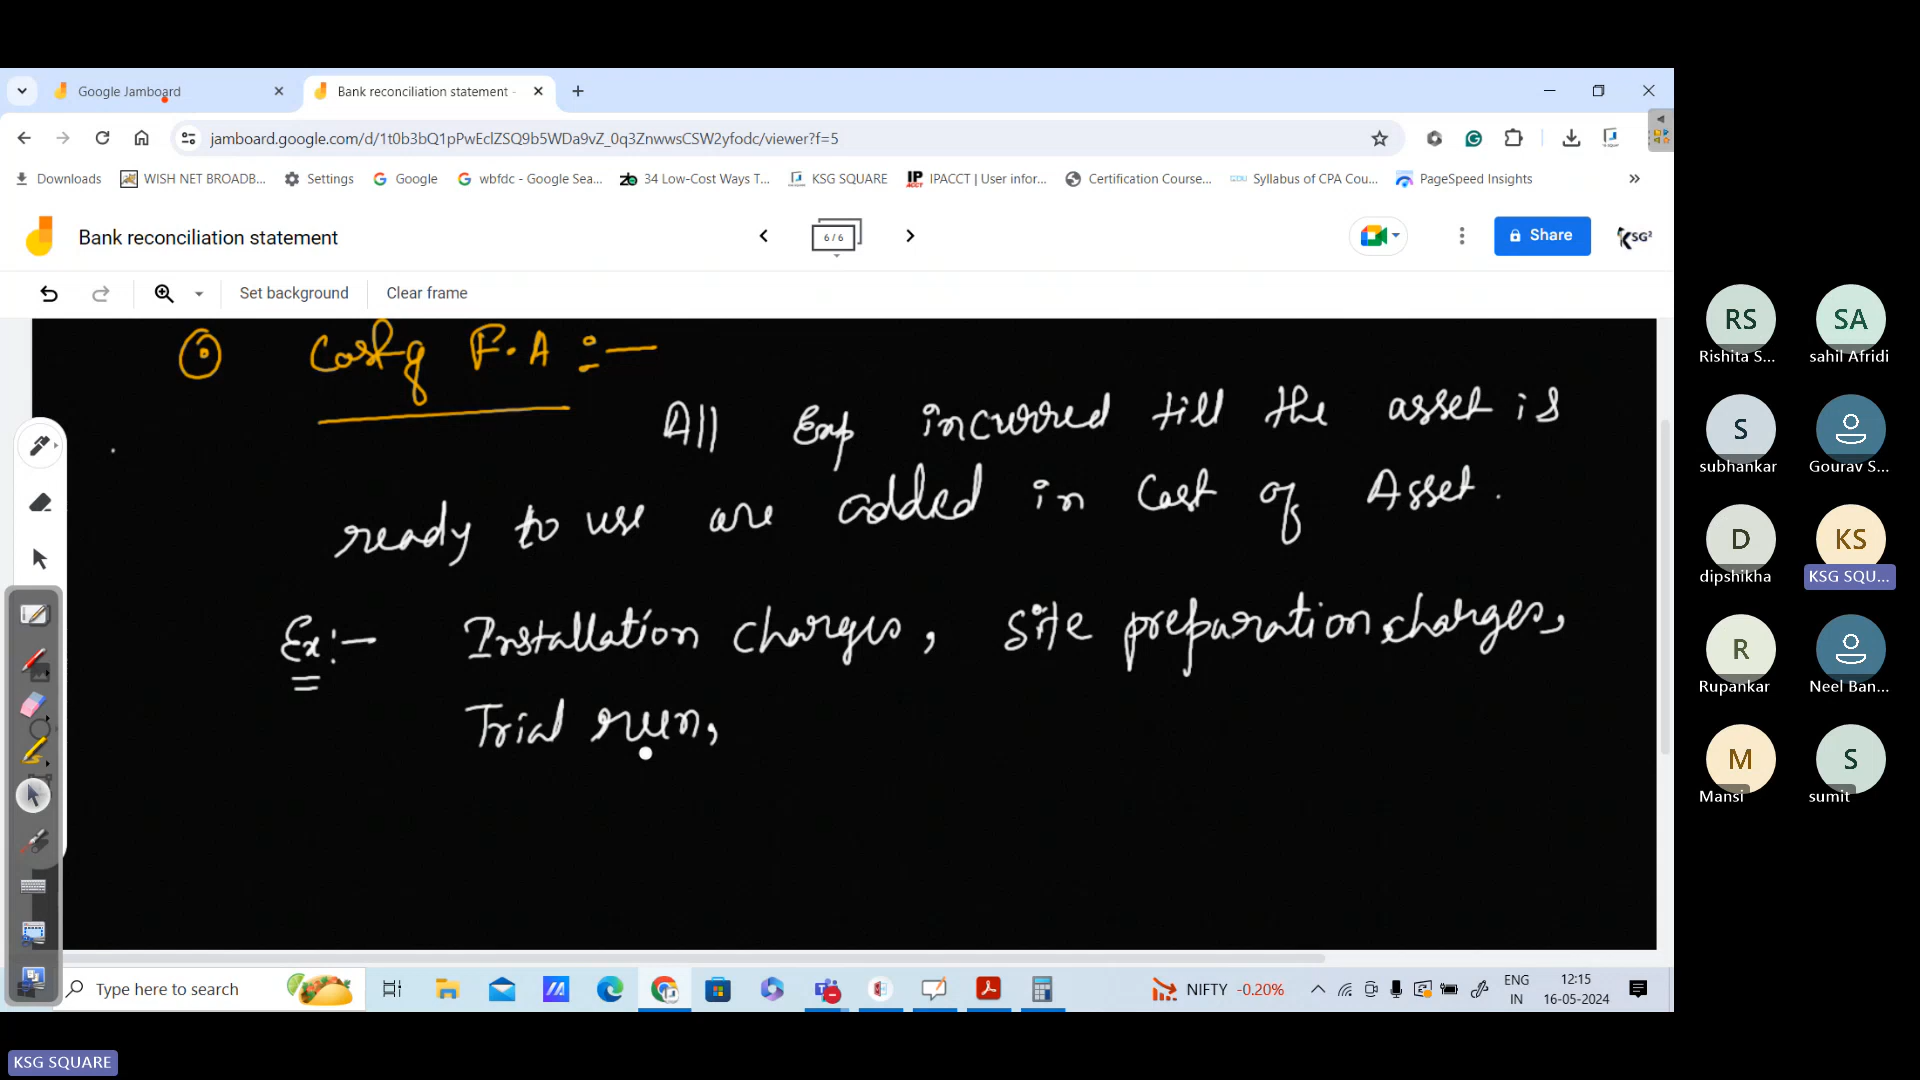 Google Jamboard
Bank reconciliation statement -
jamboard.google.com/d/1t0b3bQ1pPwEclZSQ9b5WDa9vZ_0q3ZnwwsCSW2yfodc/viewer?f=5
Downloads WISH NET BROADB... Settings Google wbfdc - Google Sea... 34 Low-Cost Ways T... KSG SQUARE IPACCT | User infor... Certification Course... Syllabus of CPA Cou... PageSpeed Insights
Bank reconciliation statement
6 / 6
Share
KSG²
Set background Clear frame
Cost of F.A :-
All Exp incurred till the asset is
ready to use are added in Cost of Asset.
Ex:- Installation charges, Site preparation charges,
Trial run,
RS SA
Rishita S... sahil Afridi
S
subhankar Gourav S...
D KS
dipshikha KSG SQU...
R
Rupankar Neel Ban...
M S
Mansi sumit
Type here to search
NIFTY -0.20%
ENG
IN
12:15
16-05-2024
KSG SQUARE